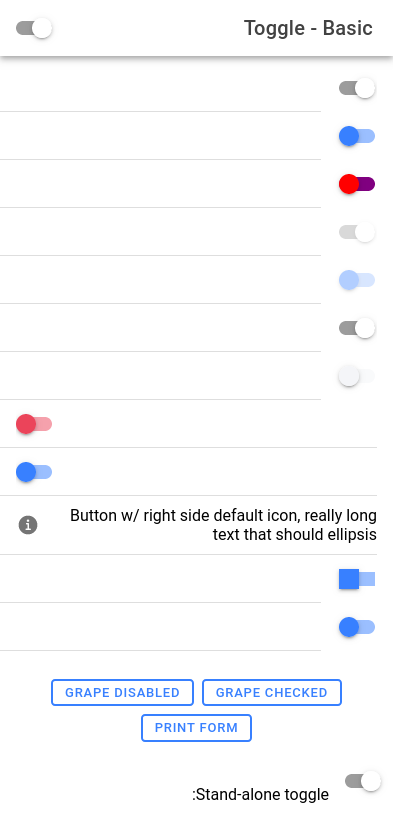 Toggle - Basic
Button w/ right side default icon, really long
text that should ellipsis
GRAPE DISABLED
GRAPE CHECKED
PRINT FORM
:Stand-alone toggle